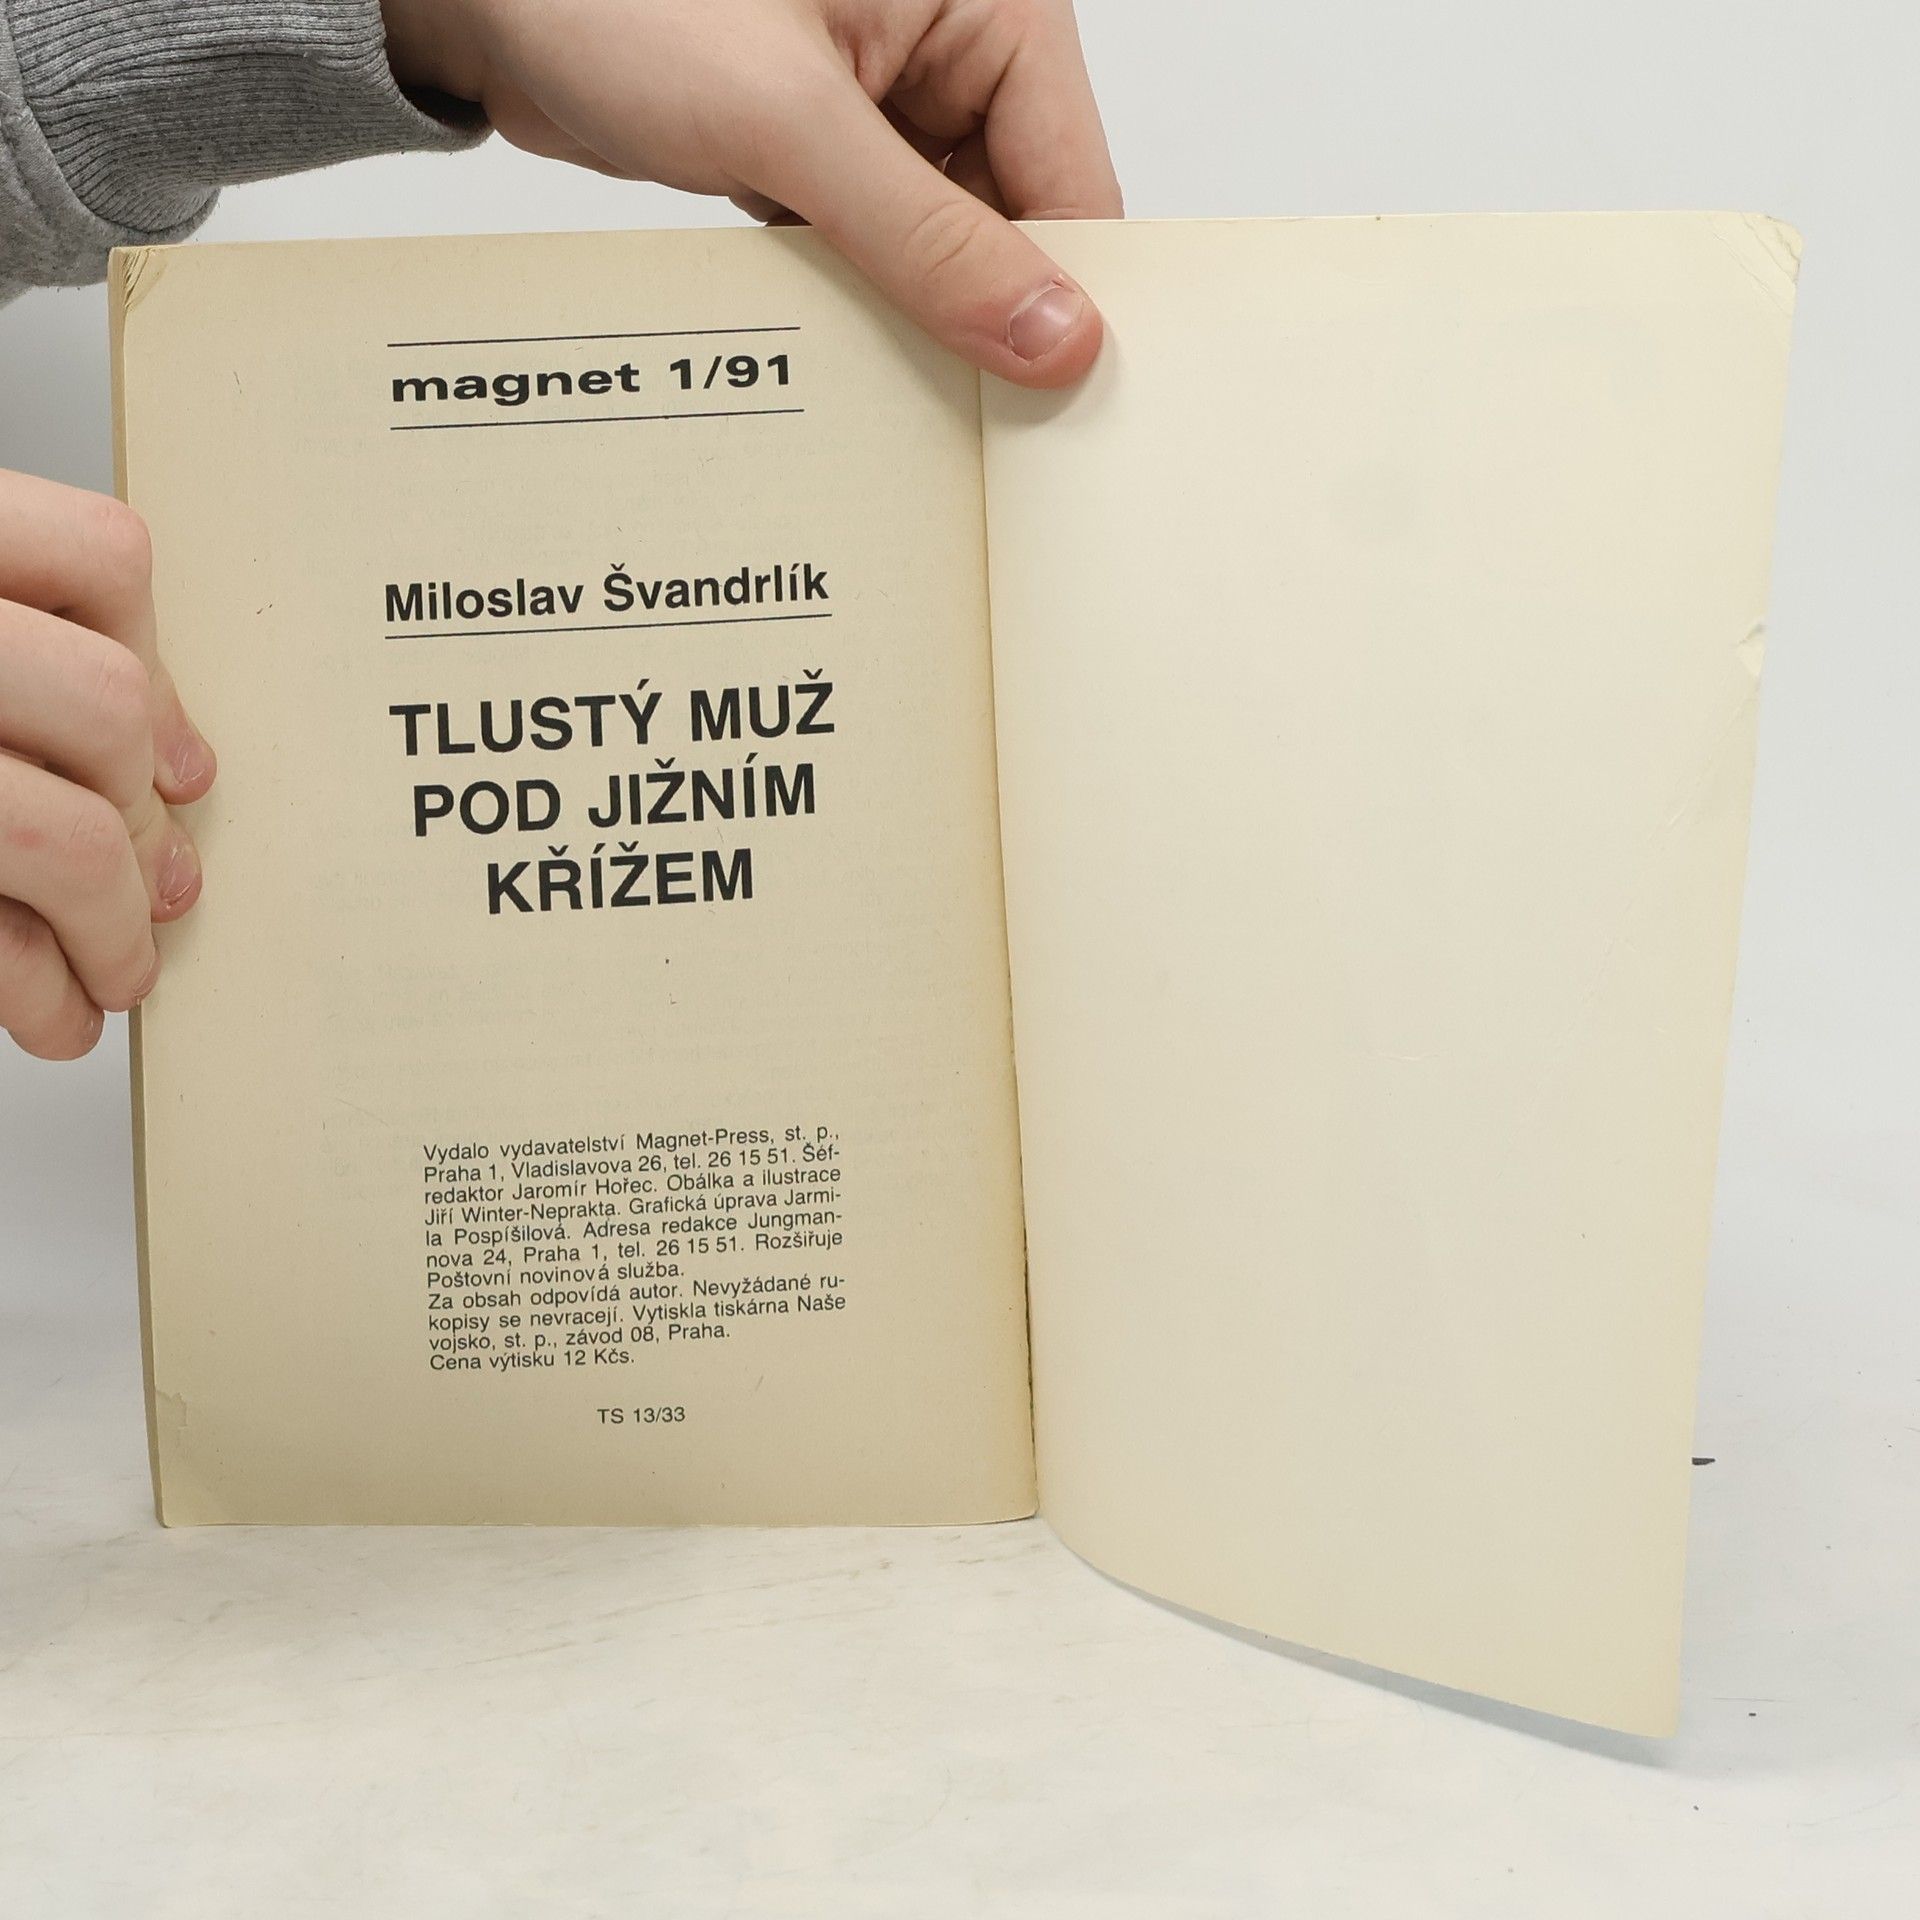 magnet 1/91
Miloslav Švandrlík
TLUSTÝ MUŽ
POD JIŽNÍM
KŘÍŽEM
Vydalo vydavatelství Magnet-Press, st. p.,
Praha 1, Vladislavova 26, tel. 26 15 51. Šéf-
redaktor Jaromír Hořec. Obálka a ilustrace
Jiří Winter-Neprakta. Grafická úprava Jarmi-
la Pospíšilová. Adresa redakce Jungman-
nova 24, Praha 1, tel. 26 15 51. Rozšiřuje
Poštovní novinová služba.
Za obsah odpovídá autor. Nevyžádané ru-
kopisy se nevracejí. Vytiskla tiskárna Naše
vojsko, st. p., závod 08, Praha.
Cena výtisku 12 Kčs.
TS 13/33